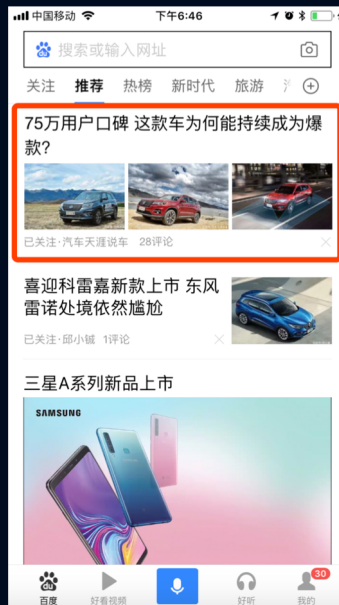 中国移动 下午6:46
搜索或输入网址
关注 推荐 热榜 新时代 旅游
75万用户口碑 这款车为何能持续成为爆
款?
已关注·汽车天涯说车 28评论
喜迎科雷嘉新款上市 东风
雷诺处境依然尴尬
已关注·邱小铖 1评论
三星A系列新品上市
SAMSUNG
30
du
百度 好看视频 好听 我的